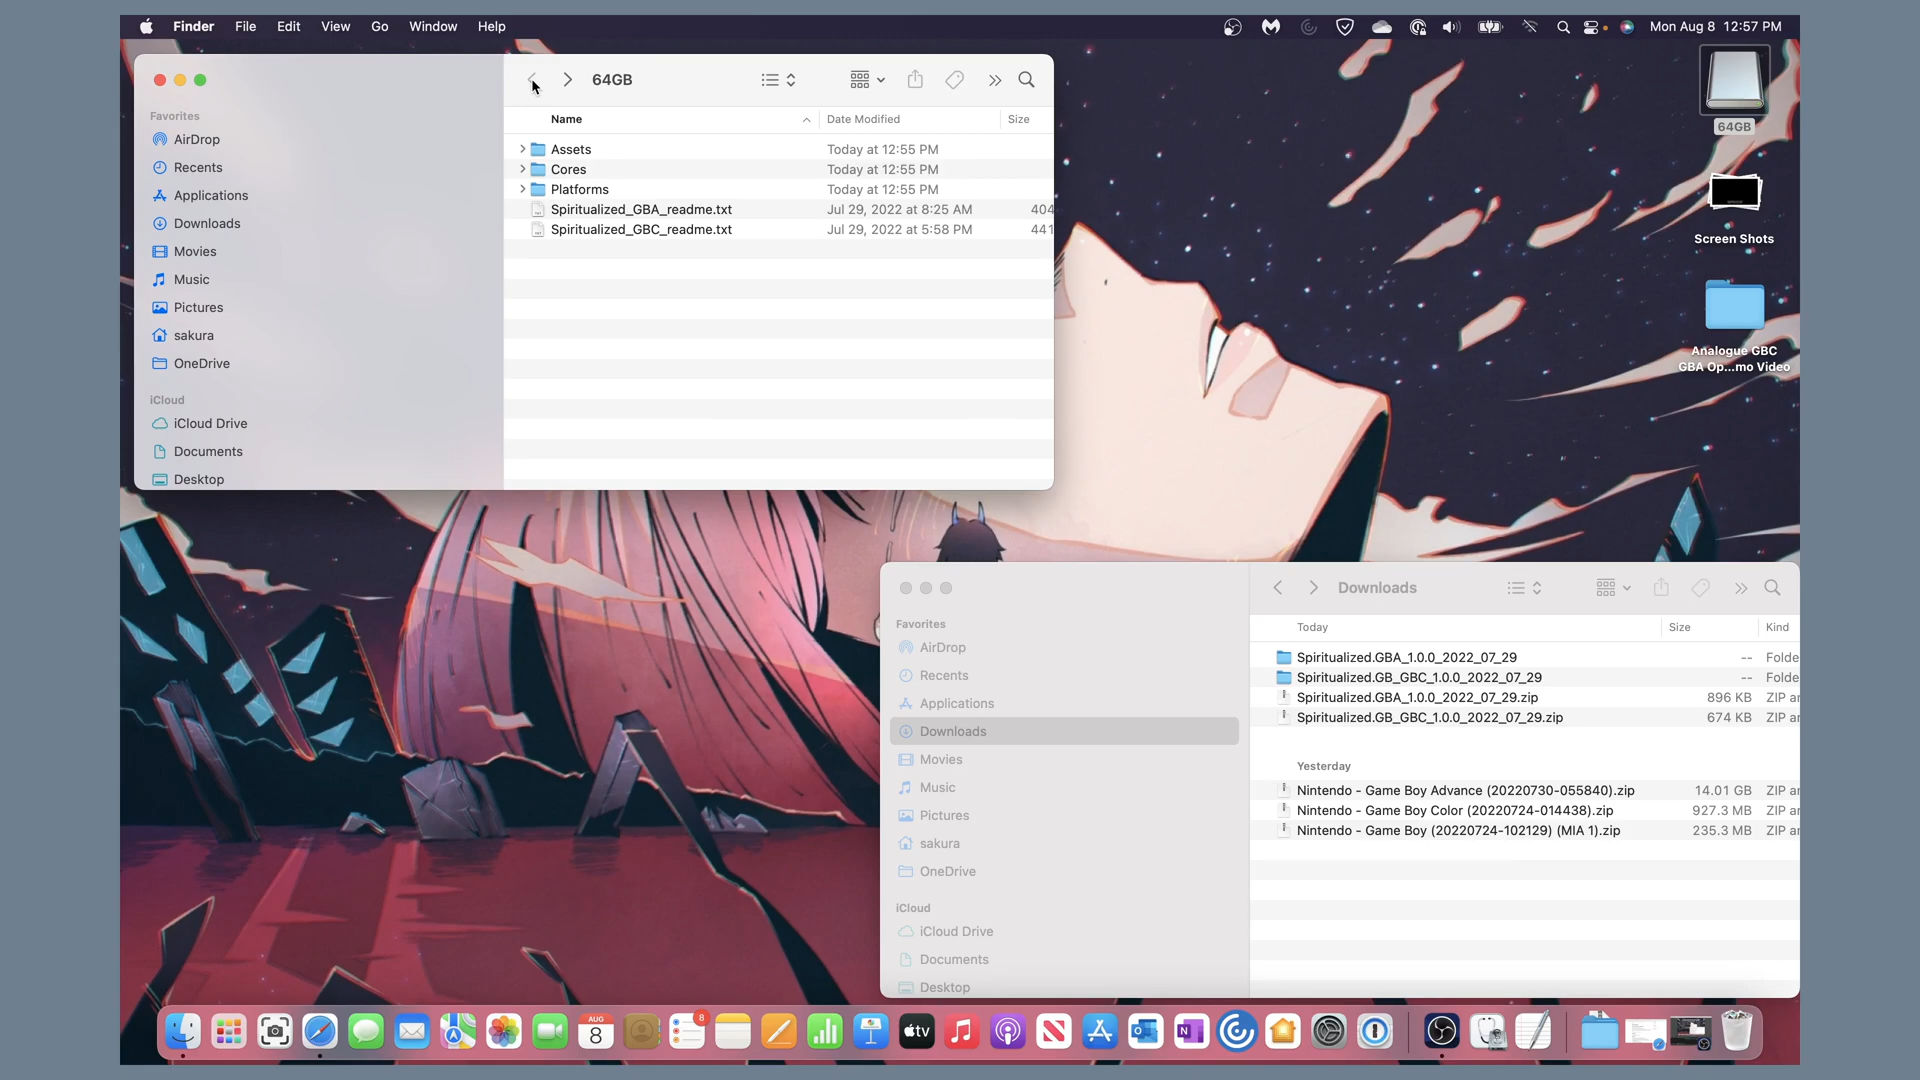 Finder File Edit View Go Window Help
Mon Aug 8 12:57 PM
64GB
Name Date Modified Size
Favorites
AirDrop
Recents
Applications
Downloads
Movies
Music
Pictures
sakura
OneDrive
iCloud
iCloud Drive
Documents
Desktop
Assets Today at 12:55 PM
Cores Today at 12:55 PM
Platforms Today at 12:55 PM
Spiritualized_GBA_readme.txt Jul 29, 2022 at 8:25 AM 404
Spiritualized_GBC_readme.txt Jul 29, 2022 at 5:58 PM 441
64GB
Screen Shots
Analogue GBC
GBA Op...mo Video
Downloads
Today Size Kind
Favorites
AirDrop
Recents
Applications
Downloads
Movies
Music
Pictures
sakura
OneDrive
iCloud
iCloud Drive
Documents
Desktop
Spiritualized.GBA_1.0.0_2022_07_29 -- Folde
Spiritualized.GB_GBC_1.0.0_2022_07_29 -- Folde
Spiritualized.GBA_1.0.0_2022_07_29.zip 896 KB ZIP ar
Spiritualized.GB_GBC_1.0.0_2022_07_29.zip 674 KB ZIP ar
Yesterday
Nintendo - Game Boy Advance (20220730-055840).zip 14.01 GB ZIP ar
Nintendo - Game Boy Color (20220724-014438).zip 927.3 MB ZIP ar
Nintendo - Game Boy (20220724-102129) (MIA 1).zip 235.3 MB ZIP ar
AUG
8
8
tv
N